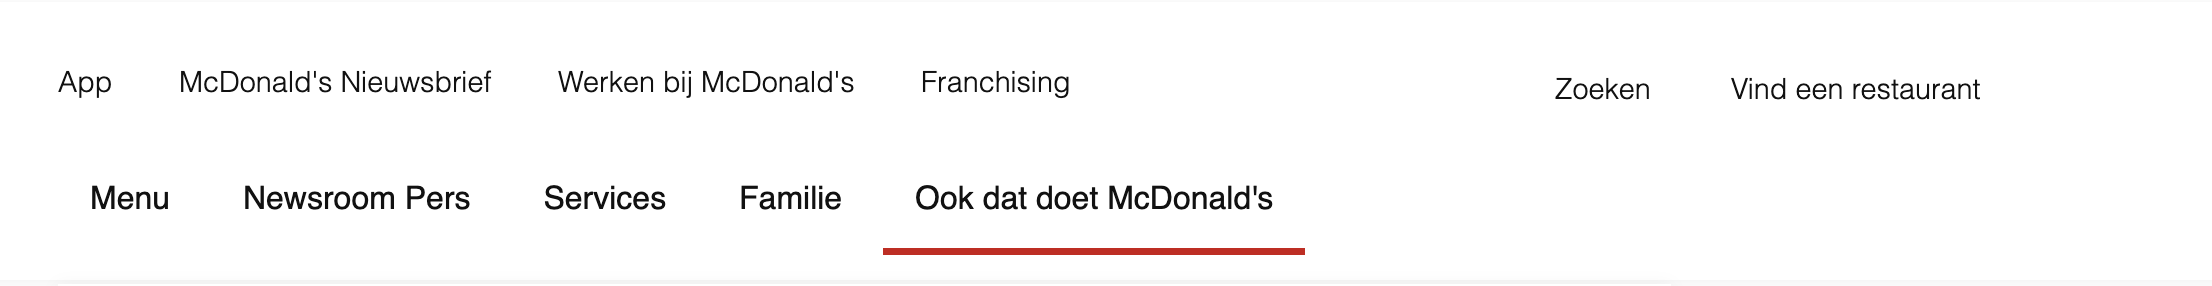 App McDonald's Nieuwsbrief Werken bij McDonald's Franchising Zoeken Vind een restaurant
Menu Newsroom Pers Services Familie Ook dat doet McDonald's